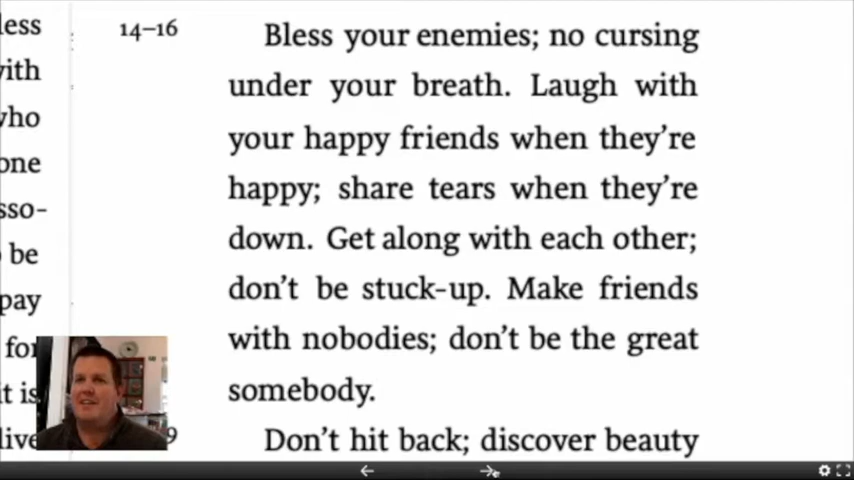 less
with
who
one
sso-
be
pay
for
it is
live
14–16
Bless your enemies; no cursing
under your breath. Laugh with
your happy friends when they're
happy; share tears when they're
down. Get along with each other;
don't be stuck-up. Make friends
with nobodies; don't be the great
somebody.
9
Don't hit back; discover beauty